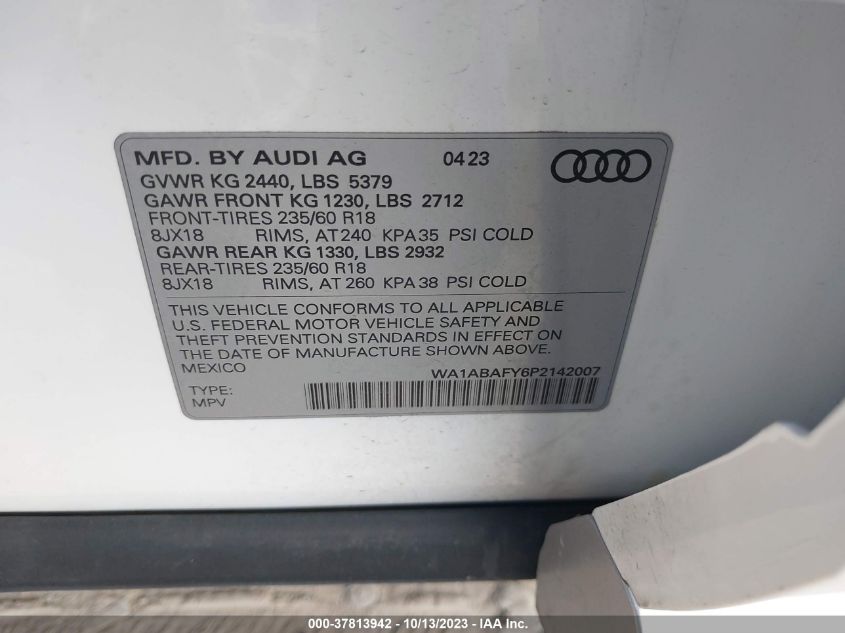 MFD. BY AUDI AG 0423
GVWR KG 2440, LBS 5379
GAWR FRONT KG 1230, LBS 2712
FRONT-TIRES 235/60 R18
8JX18 RIMS, AT 240 KPA 35 PSI COLD
GAWR REAR KG 1330, LBS 2932
REAR-TIRES 235/60 R18
8JX18 RIMS, AT 260 KPA 38 PSI COLD
THIS VEHICLE CONFORMS TO ALL APPLICABLE
U.S. FEDERAL MOTOR VEHICLE SAFETY AND
THEFT PREVENTION STANDARDS IN EFFECT ON
THE DATE OF MANUFACTURE SHOWN ABOVE.
MEXICO WA1ABAFY6P2142007
TYPE:
MPV
000-37813942 - 10/13/2023 - IAA Inc.